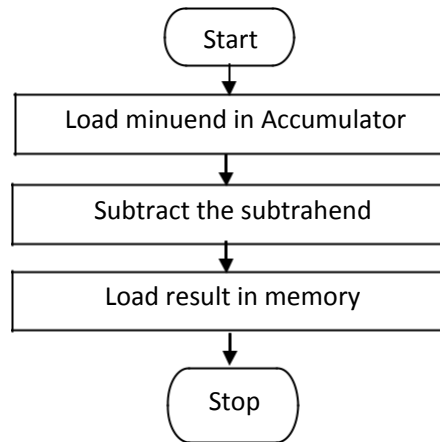 Start
Load minuend in Accumulator
Subtract the subtrahend
Load result in memory
Stop